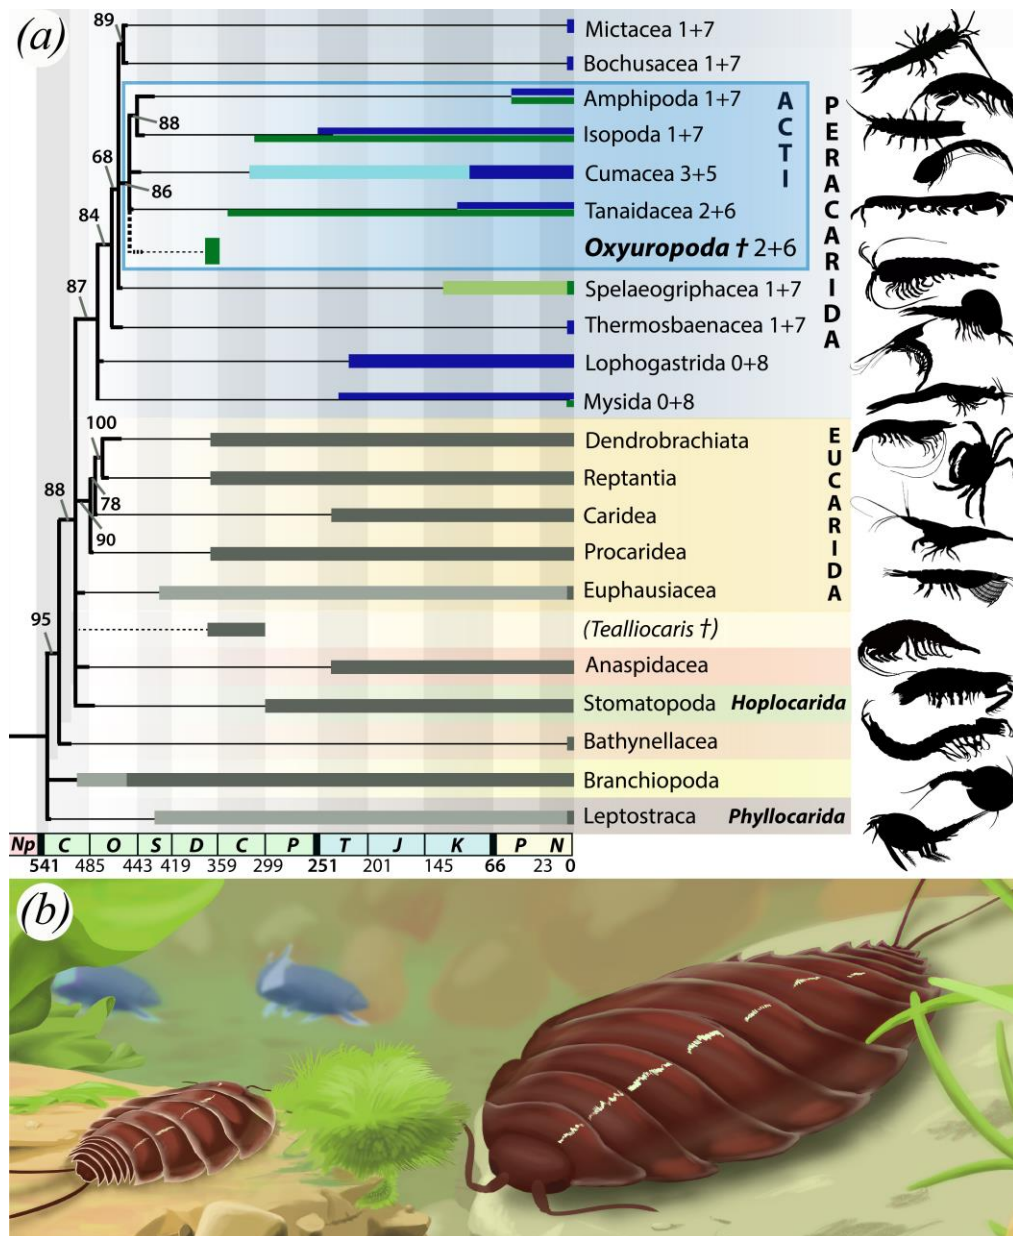 (a)
89
Mictacea 1+7
Bochusacea 1+7
Amphipoda 1+7
88
Isopoda 1+7
ACTI
68
86
Cumacea 3+5
Tanaidacea 2+6
84
Oxyuropoda † 2+6
PERACARIDA
87
Spelaeogriphacea 1+7
Thermosbaenacea 1+7
Lophogastrida 0+8
Mysida 0+8
100
Dendrobrachiata
88
78
Reptantia
Caridea
90
Procaridea
EUCARIDA
Euphausiacea
95
(Tealliocaris †)
Anaspidacea
Stomatopoda Hoplocarida
Bathynellacea
Branchiopoda
Leptostraca Phyllocarida
Np C O S D C P T J K P N
541 485 443 419 359 299 251 201 145 66 23 0
(b)